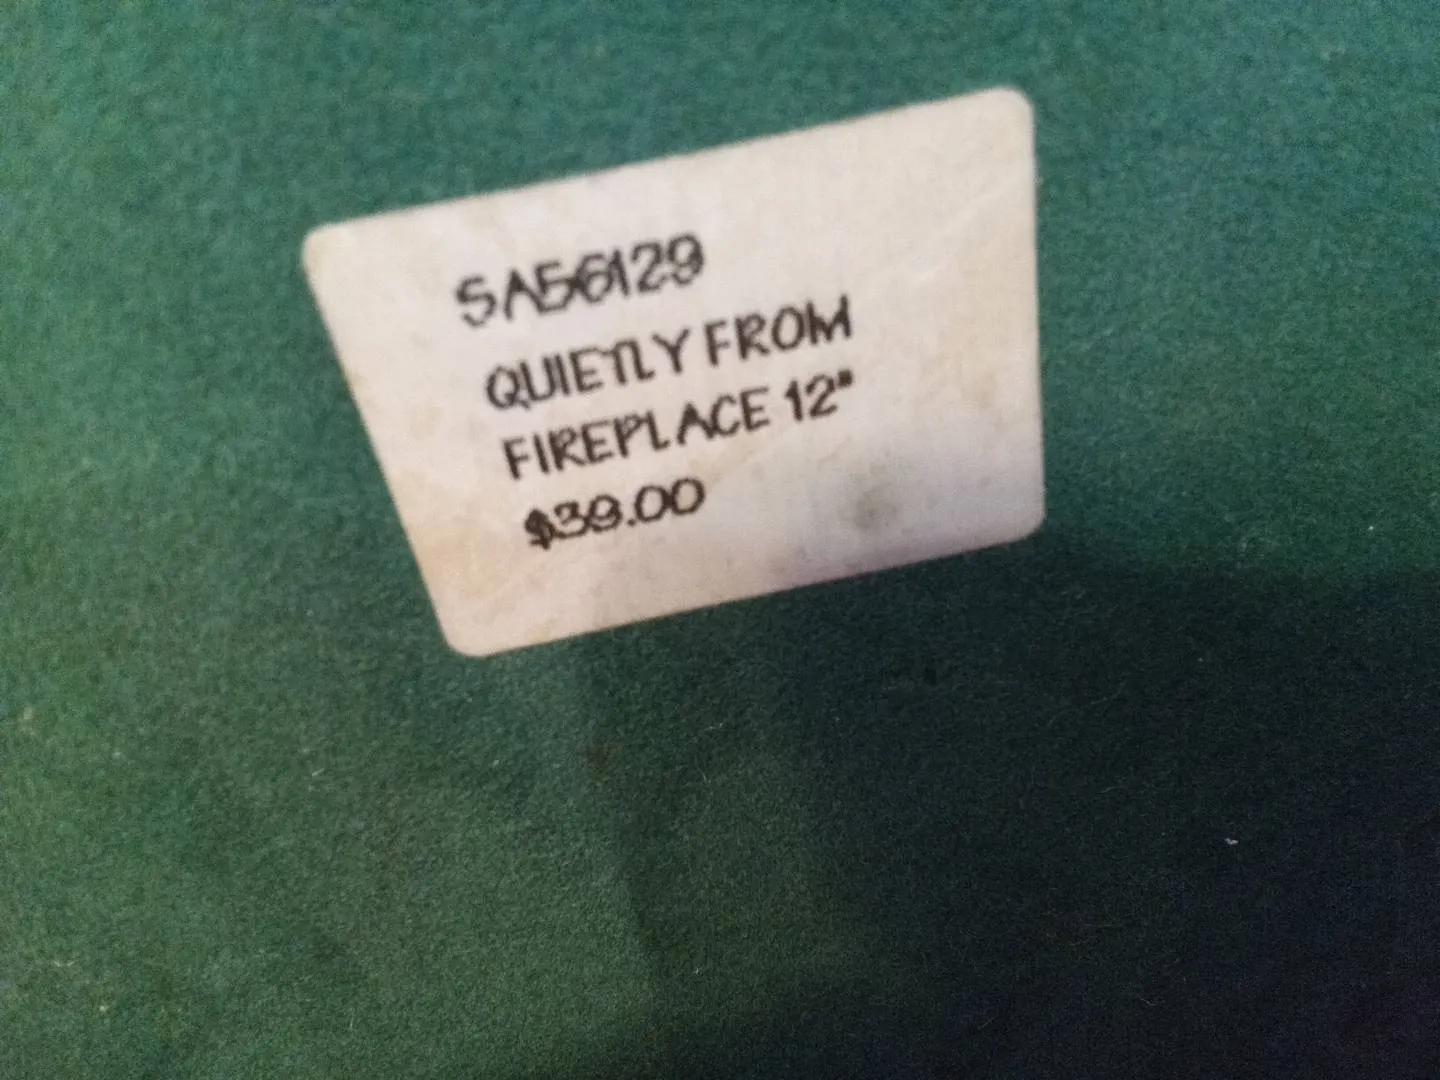 SA56129
QUIETLY FROM
FIREPLACE 12"
$39.00